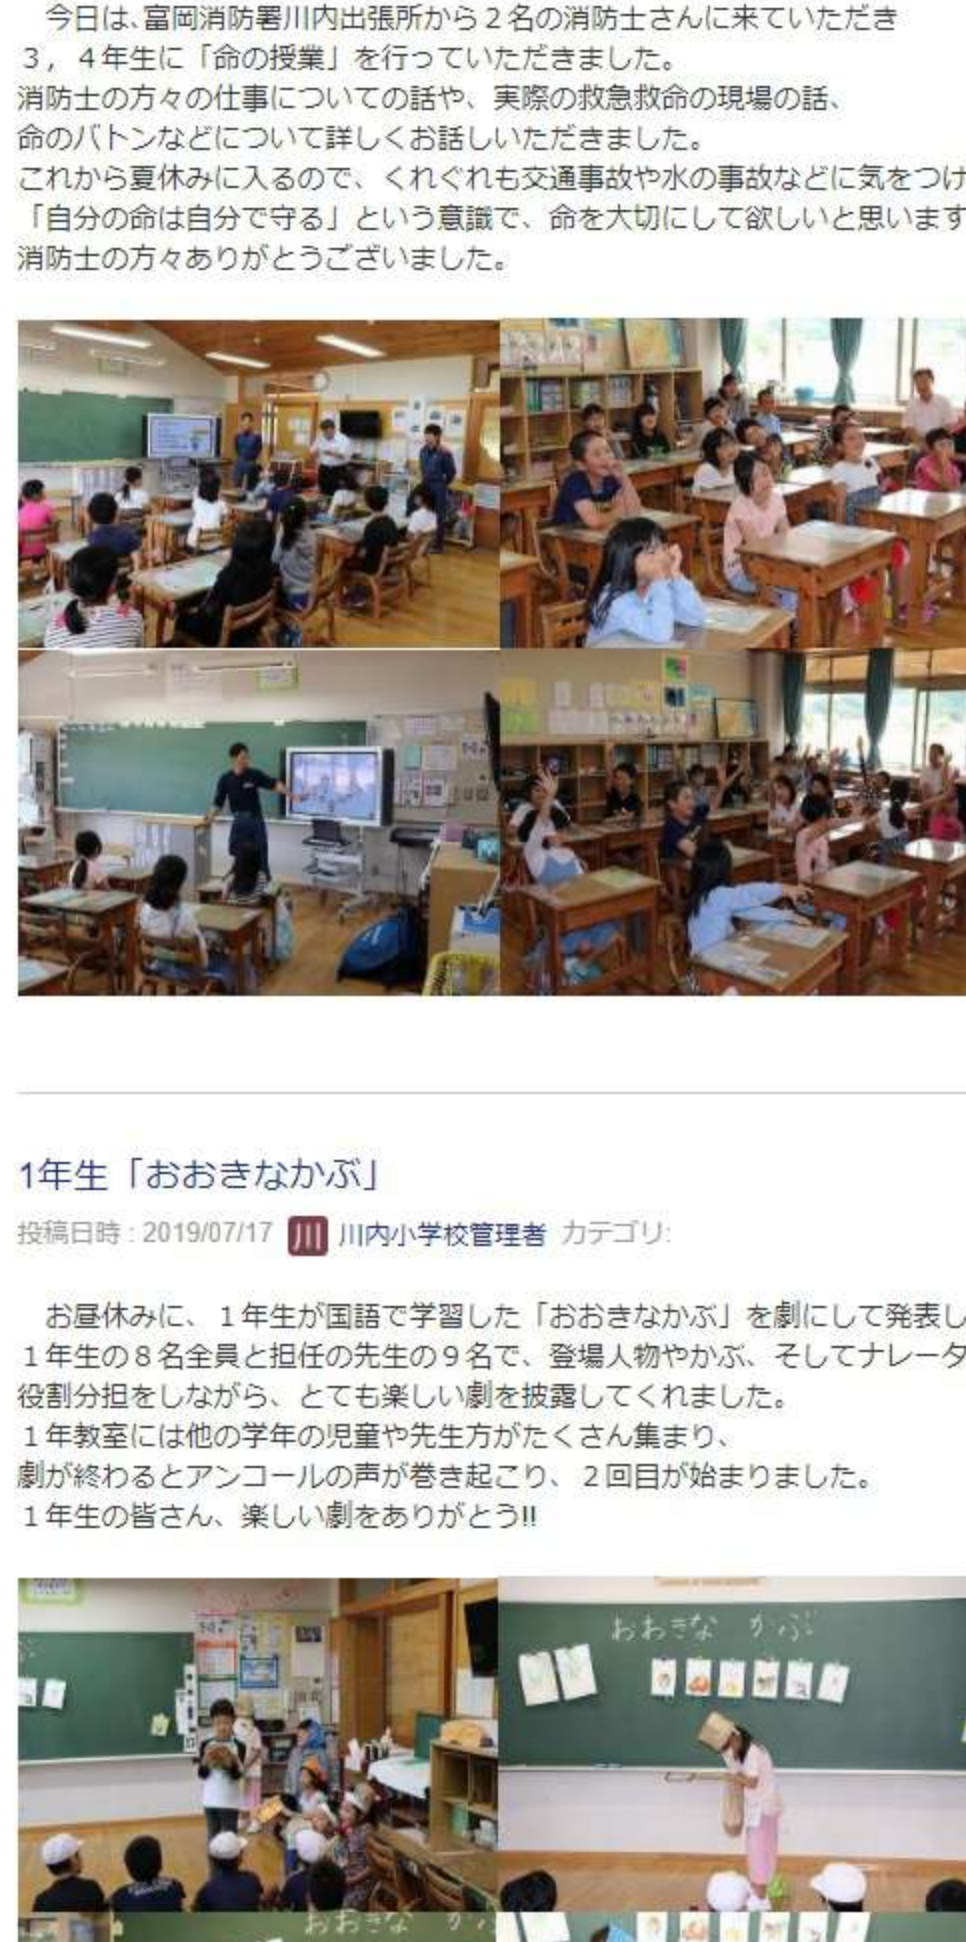 今日は、富岡消防署川内出張所から２名の消防士さんに来ていただき
３，４年生に「命の授業」を行っていただきました。
消防士の方々の仕事についての話や、実際の救急救命の現場の話、
命のバトンなどについて詳しくお話しいただきました。
これから夏休みに入るので、くれぐれも交通事故や水の事故などに気をつけ
「自分の命は自分で守る」という意識で、命を大切にして欲しいと思います
消防士の方々ありがとうございました。
1年生「おおきなかぶ」
投稿日時 : 2019/07/17 川 川内小学校管理者 カテゴリ:
お昼休みに、１年生が国語で学習した「おおきなかぶ」を劇にして発表し
１年生の８名全員と担任の先生の９名で、登場人物やかぶ、そしてナレータ
役割分担をしながら、とても楽しい劇を披露してくれました。
１年教室には他の学年の児童や先生方がたくさん集まり、
劇が終わるとアンコールの声が巻き起こり、２回目が始まりました。
１年生の皆さん、楽しい劇をありがとう!!
おおきな かぶ
おおきな か